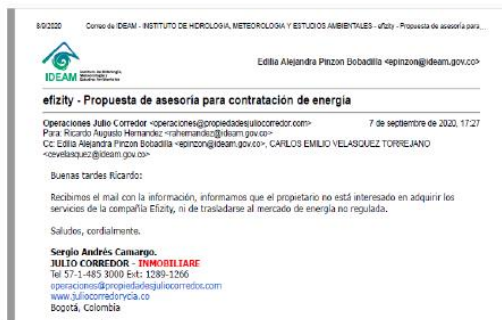 8/9/2020 Correo de IDEAM - INSTITUTO DE HIDROLOGIA, METEOROLOGIA Y ESTUDIOS AMBIENTALES - efizity - Propuesta de asesoría para...
IDEAM
Edilia Alejandra Pinzon Bobadilla <epinzon@ideam.gov.co>
efizity - Propuesta de asesoría para contratación de energía
Operaciones Julio Corredor <operaciones@propiedadesjuliocorredor.com> 7 de septiembre de 2020, 17:27
Para: Ricardo Augusto Hernandez <rahernandez@ideam.gov.co>
Cc: Edilia Alejandra Pinzon Bobadilla <epinzon@ideam.gov.co>, CARLOS EMILIO VELASQUEZ TORREJANO
<cevelasquez@ideam.gov.co>
Buenas tardes Ricardo:
Recibimos el mail con la información, informamos que el propietario no está interesado en adquirir los
servicios de la compañía Efizity, ni de trasladarse al mercado de energía no regulada.
Saludos, cordialmente.
Sergio Andrés Camargo.
JULIO CORREDOR - INMOBILIARE
Tel 57-1-485 3000 Ext: 1289-1266
operaciones@propiedadesjuliocorredor.com
www.juliocorredorycia.co
Bogotá, Colombia